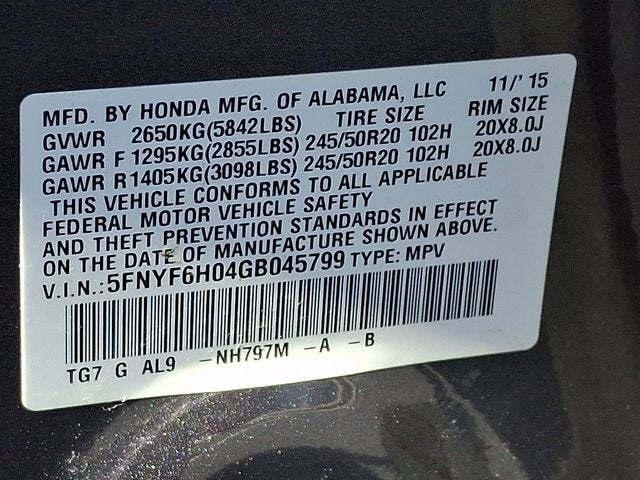 MFD. BY HONDA MFG. OF ALABAMA, LLC 11/' 15
GVWR 2650KG(5842LBS) TIRE SIZE RIM SIZE
GAWR F 1295KG(2855LBS) 245/50R20 102H 20X8.0J
GAWR R 1405KG(3098LBS) 245/50R20 102H 20X8.0J
THIS VEHICLE CONFORMS TO ALL APPLICABLE
FEDERAL MOTOR VEHICLE SAFETY
AND THEFT PREVENTION STANDARDS IN EFFECT
ON THE DATE OF MANUFACTURE SHOWN ABOVE.
V.I.N.:5FNYF6H04GB045799 TYPE: MPV
TG7 G AL9 -NH797M -A -B